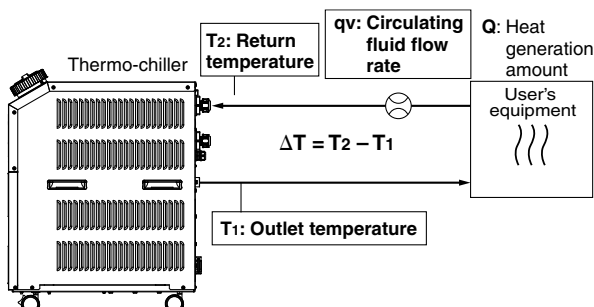 Thermo-chiller
T2: Return
temperature
qv: Circulating
fluid flow
rate
Q: Heat
generation
amount
User's
equipment
ΔT = T2 – T1
T1: Outlet temperature